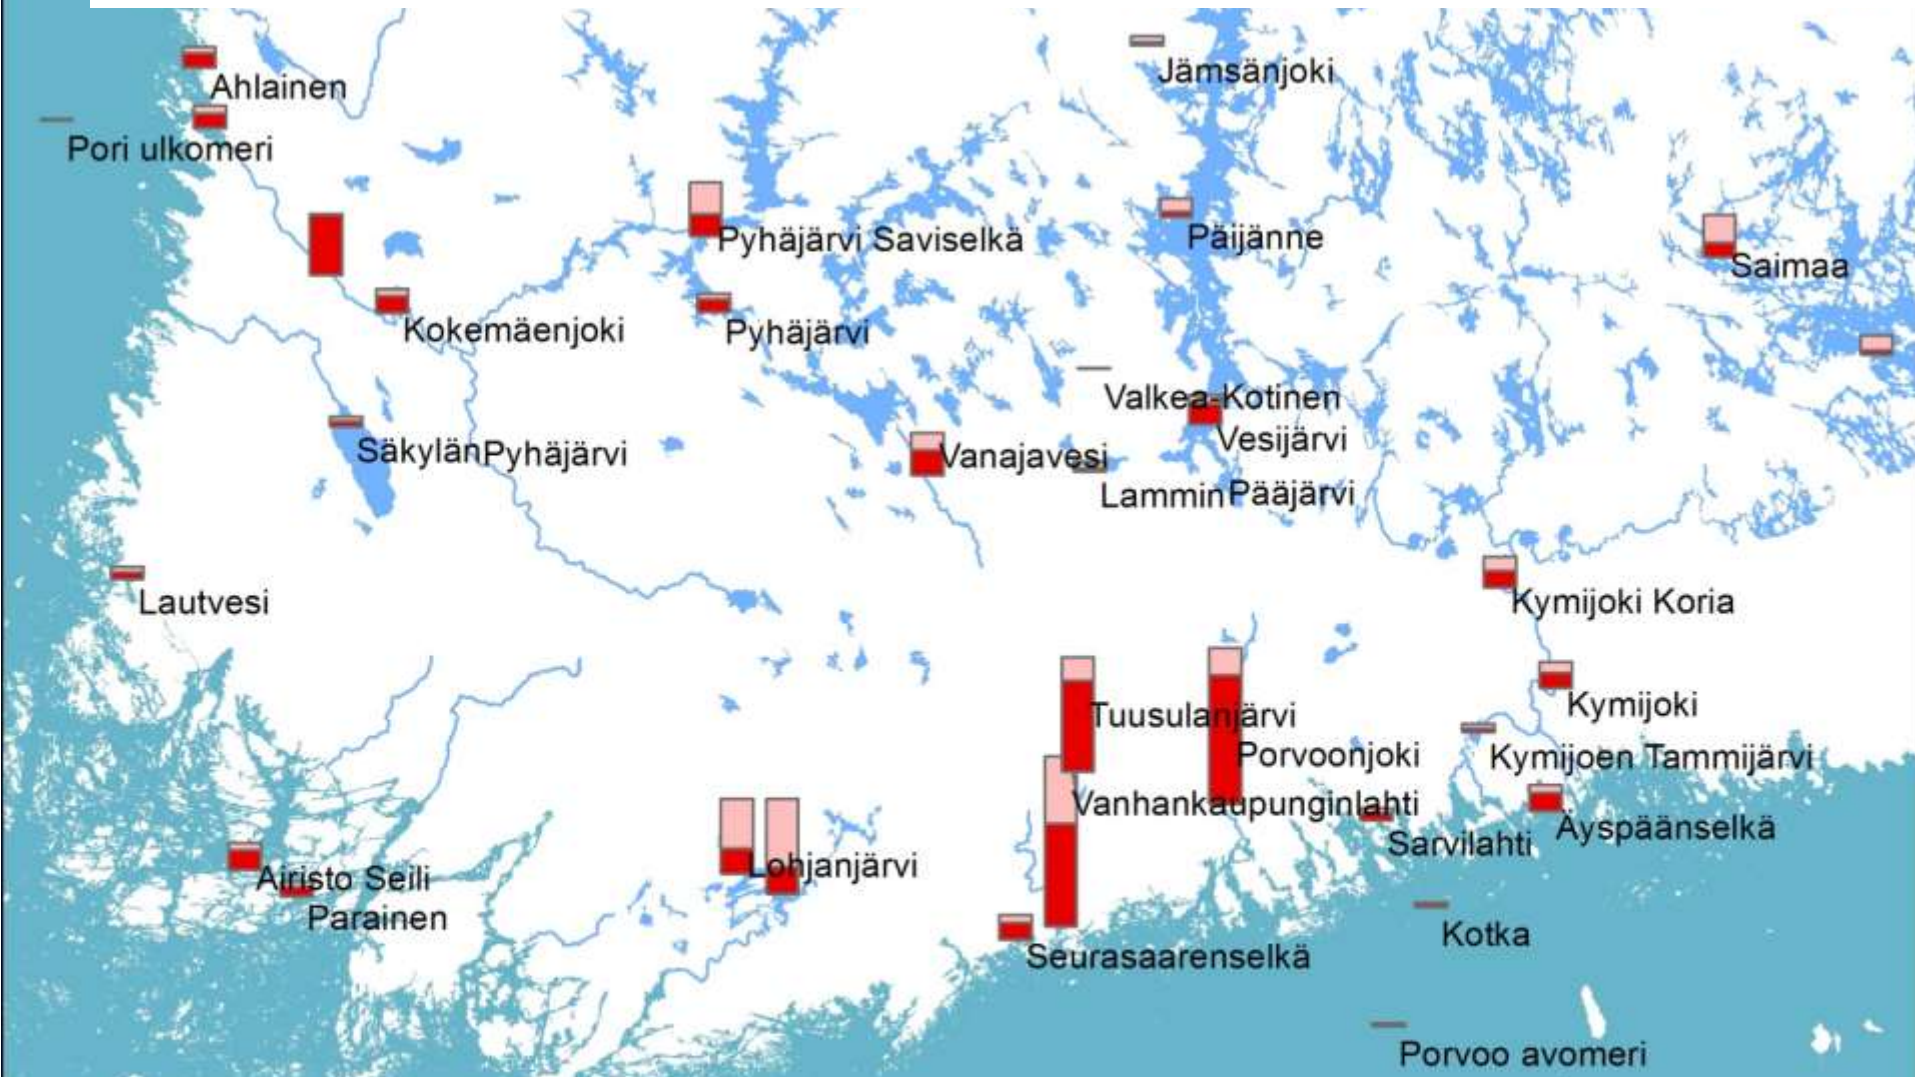 Jämsänjoki
Ahlainen
Pori ulkomeri
Pyhäjärvi Saviselkä
Päijänne
Saimaa
Kokemäenjoki
Pyhäjärvi
Valkea-Kotinen
Vesijärvi
SäkylänPyhäjärvi
Vanajavesi
LamminPääjärvi
Lautvesi
Kymijoki Koria
Kymijoki
Tuusulanjärvi
Porvoonjoki
Kymijoen Tammijärvi
Vanhankaupunginlahti
Äyspäänselkä
Sarvilahti
Lohjanjärvi
Airisto Seili
Parainen
Kotka
Seurasaarenselkä
Porvoo avomeri